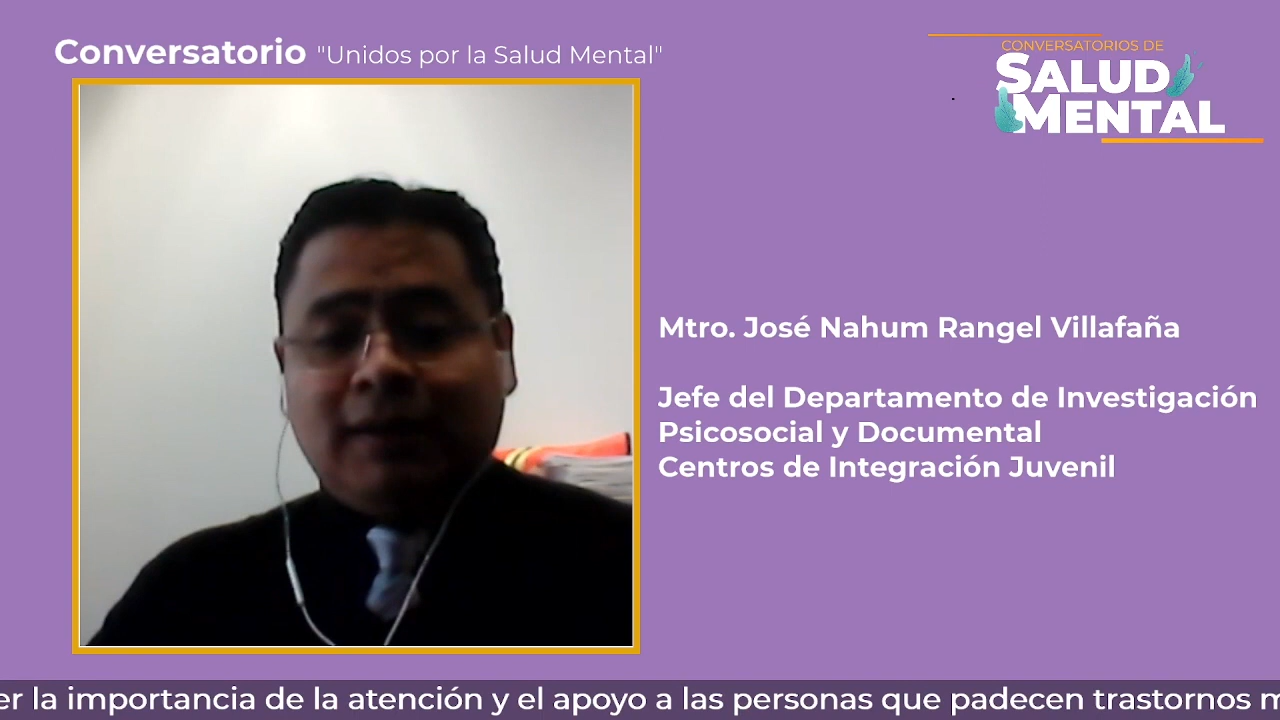 Conversatorio "Unidos por la Salud Mental"
CONVERSATORIOS DE
SALUD
MENTAL
Mtro. José Nahum Rangel Villafaña
Jefe del Departamento de Investigación
Psicosocial y Documental
Centros de Integración Juvenil
er la importancia de la atención y el apoyo a las personas que padecen trastornos m